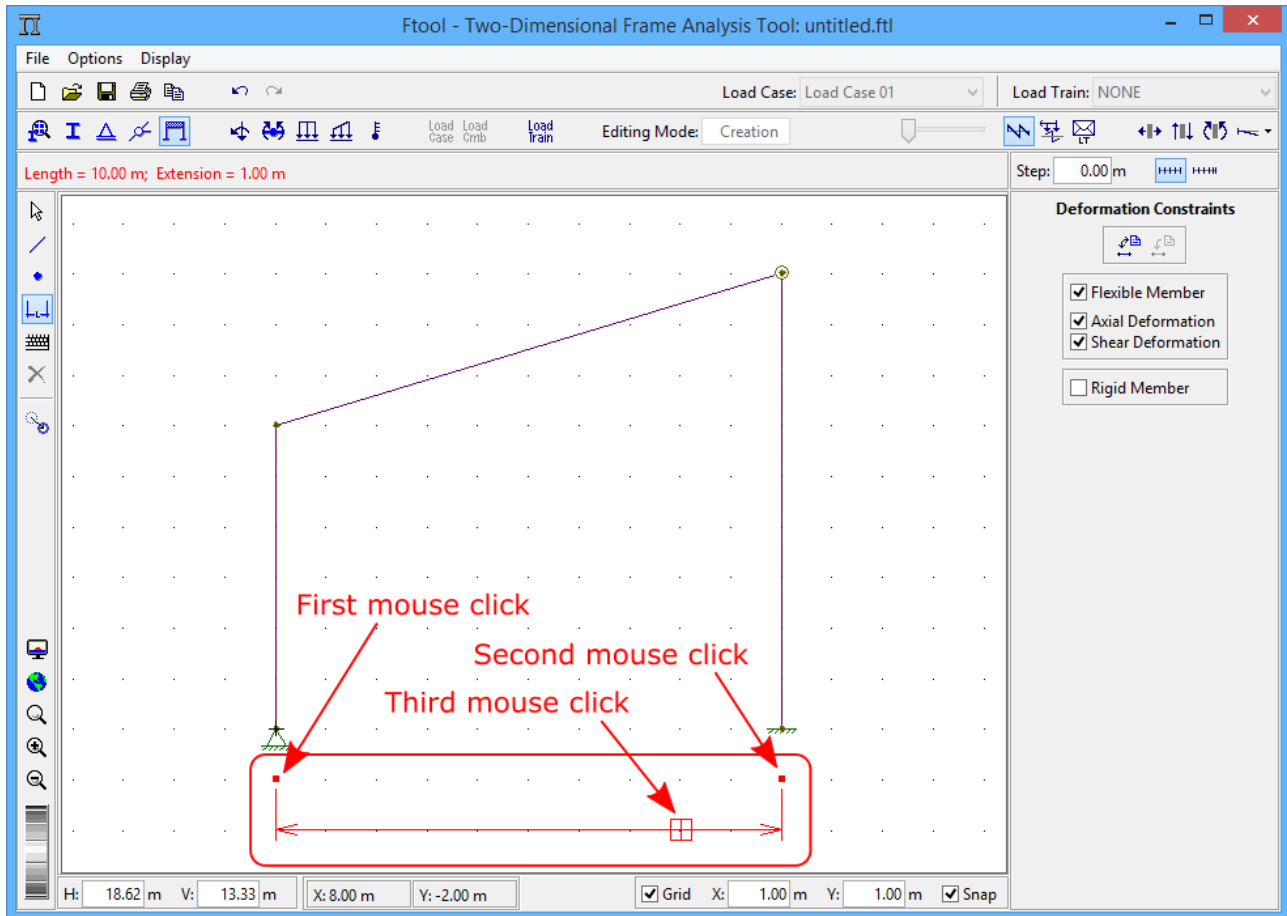 Ftool - Two-Dimensional Frame Analysis Tool: untitled.ftl
File Options Display
Load Case: Load Case 01 Load Train: NONE
Load Case Load Cmb Load Train Editing Mode: Creation LT
Length = 10.00 m; Extension = 1.00 m Step: 0.00 m
Deformation Constraints
Flexible Member
Axial Deformation
Shear Deformation
Rigid Member
L
First mouse click
Second mouse click
Third mouse click
H: 18.62 m V: 13.33 m X: 8.00 m Y: -2.00 m Grid X: 1.00 m Y: 1.00 m Snap